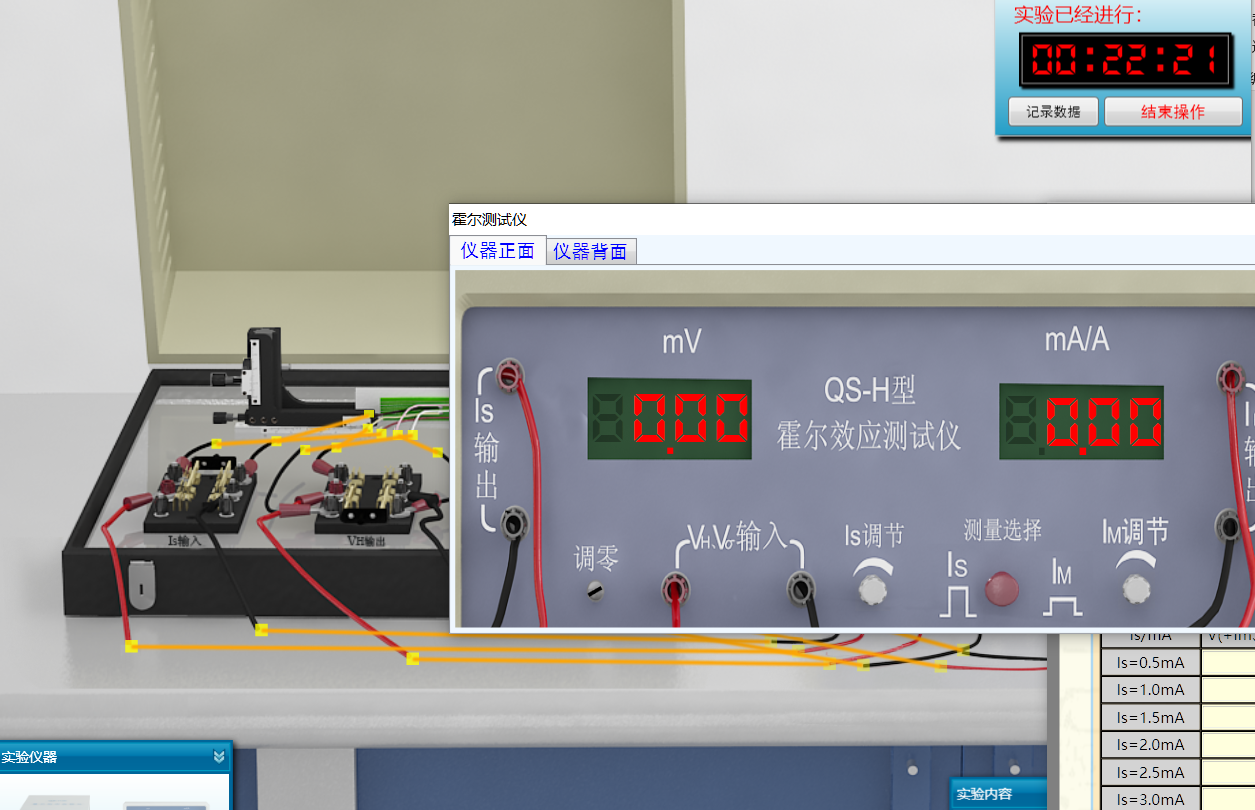 实验已经进行：
00:22:21
记录数据 结束操作
霍尔测试仪
仪器正面 仪器背面
mV mA/A
Is
输出
0.00
QS-H型
霍尔效应测试仪
0.00
调零
VH.Vσ输入
Is调节
测量选择
Is
IM
IM调节
Is输入
VH输出
Is/mA
Is=0.5mA
Is=1.0mA
Is=1.5mA
Is=2.0mA
Is=2.5mA
Is=3.0mA
实验仪器
实验内容